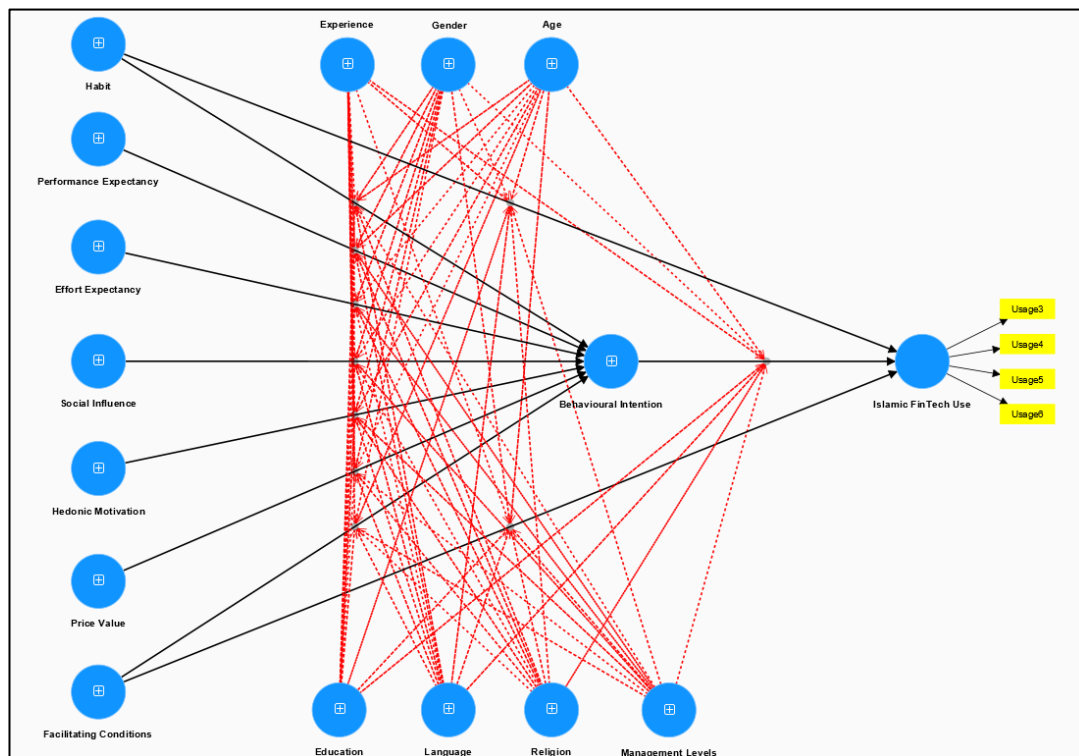 Experience
Gender
Age
Habit
Performance Expectancy
Effort Expectancy
Social Influence
Hedonic Motivation
Price Value
Facilitating Conditions
Behavioural Intention
Islamic FinTech Use
Usage3
Usage4
Usage5
Usage6
Education
Language
Religion
Management Levels